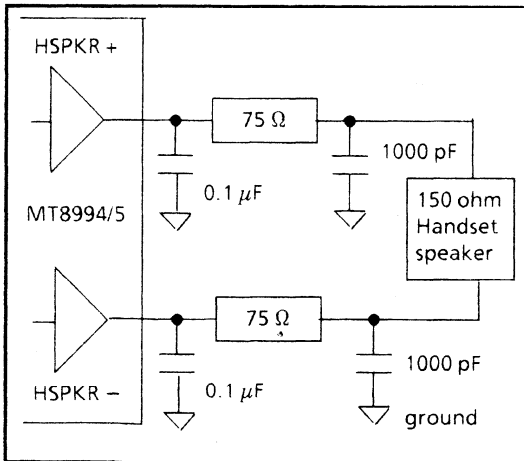 HSPKR +
75 Ω
1000 pF
0.1 μF
150 ohm
Handset
speaker
MT8994/5
75 Ω
1000 pF
0.1 μF
HSPKR −
ground